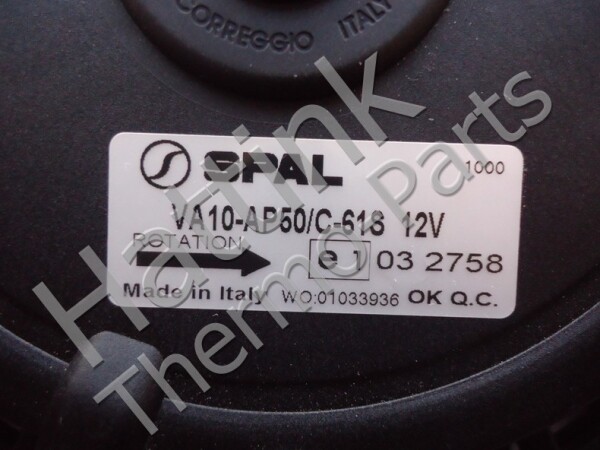 CORREGGIO ITALY
SPAL 1000
VA10-AP50/C-61S 12V
ROTATION
e 1 03 2758
Made in Italy WO:01033936 OK Q.C.
Hattink
Thermo Parts